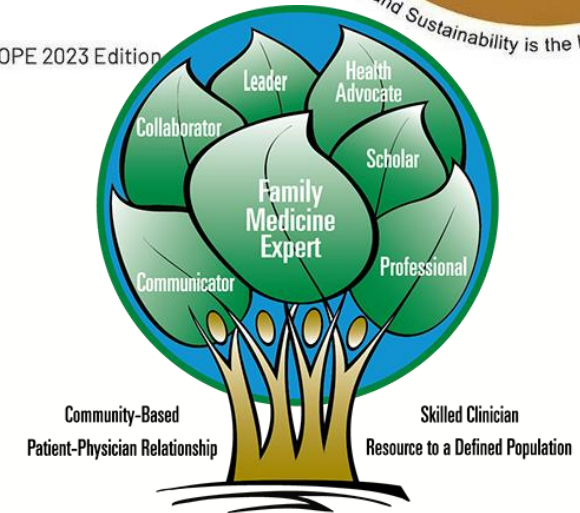 nd Sustainability is the
OPE 2023 Edition
Leader
Health
Advocate
Collaborator
Scholar
Family
Medicine
Expert
Professional
Communicator
Community-Based
Patient-Physician Relationship
Skilled Clinician
Resource to a Defined Population